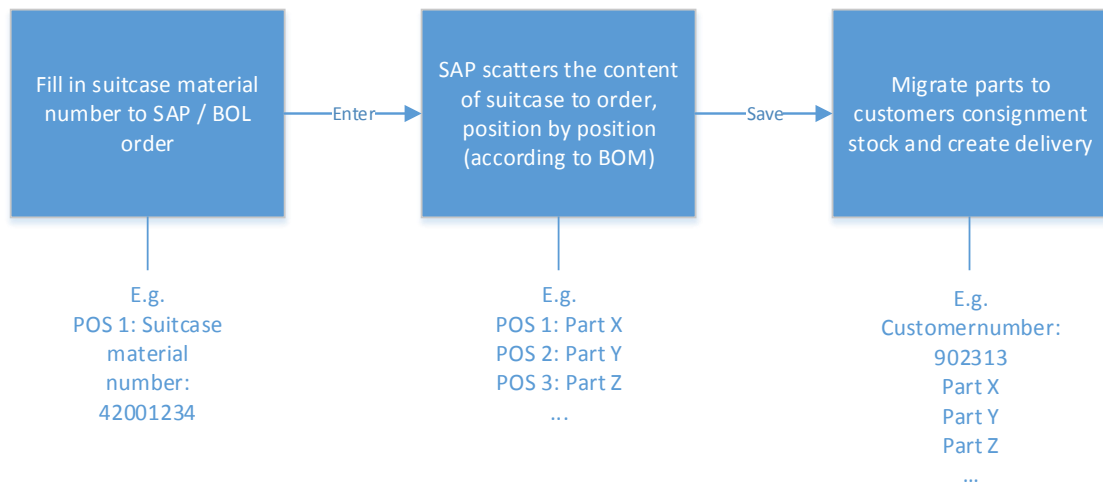 Fill in suitcase material
number to SAP / BOL
order
Enter
SAP scatters the content
of suitcase to order,
position by position
(according to BOM)
Save
Migrate parts to
customers consignment
stock and create delivery
E.g.
POS 1: Suitcase
material
number:
42001234
E.g.
POS 1: Part X
POS 2: Part Y
POS 3: Part Z
...
E.g.
Customernumber:
902313
Part X
Part Y
Part Z
...